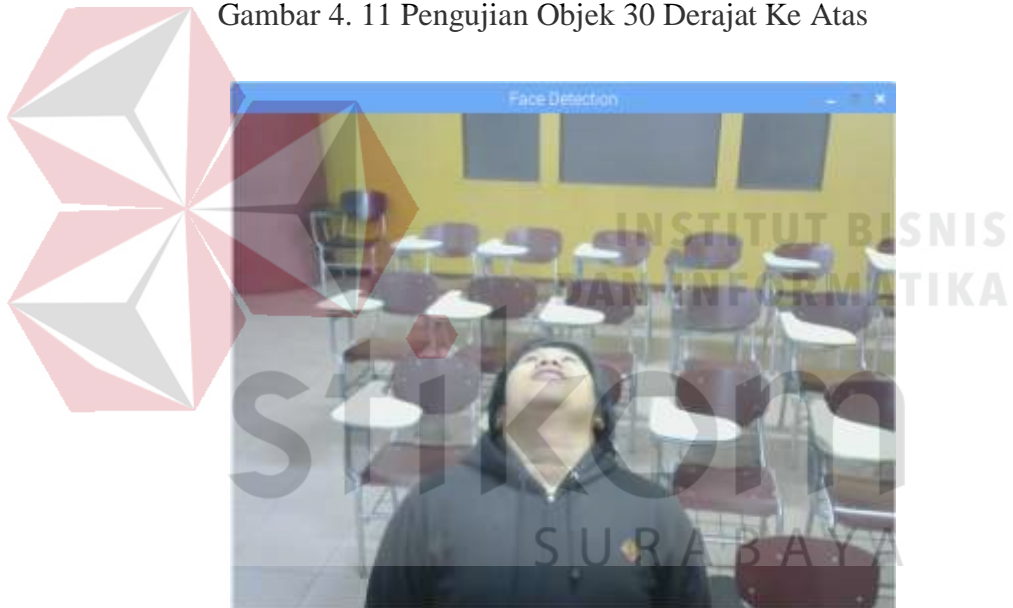 Gambar 4. 11 Pengujian Objek 30 Derajat Ke Atas
Face Detection
INSTITUT BISNIS
DAN INFORMATIKA
stikom
SURABAYA